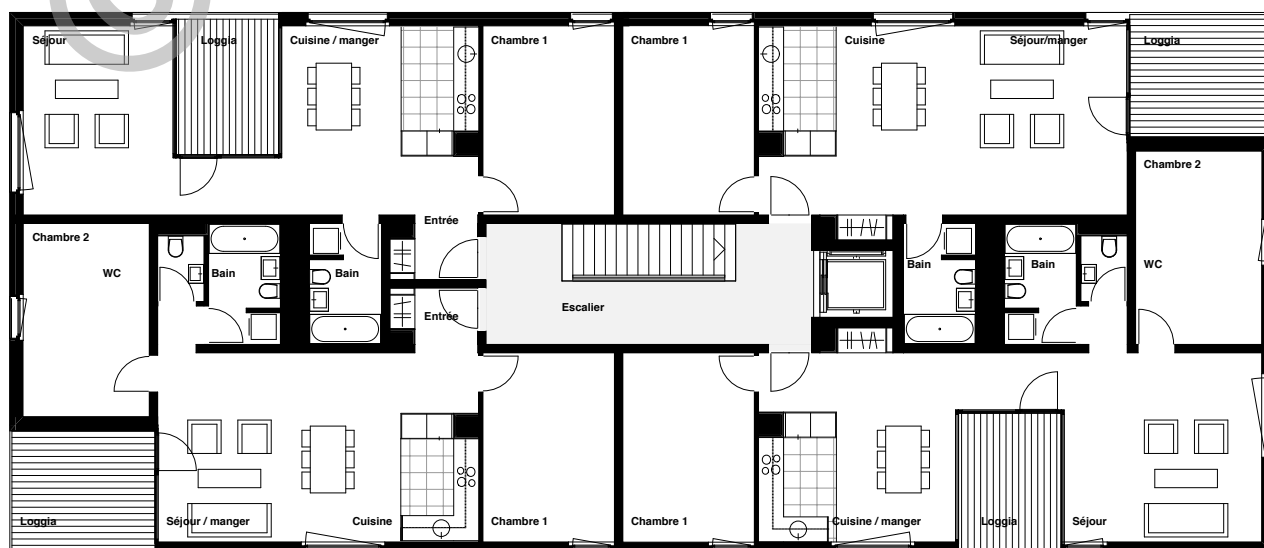 Séjour Loggia Cuisine / manger Chambre 1 Chambre 1 Cuisine Séjour/manger Loggia
Chambre 2
Entrée
Chambre 2
WC Bain Bain Bain Bain WC
Escalier
Entrée
Loggia Séjour / manger Cuisine Chambre 1 Chambre 1 Cuisine / manger Loggia Séjour